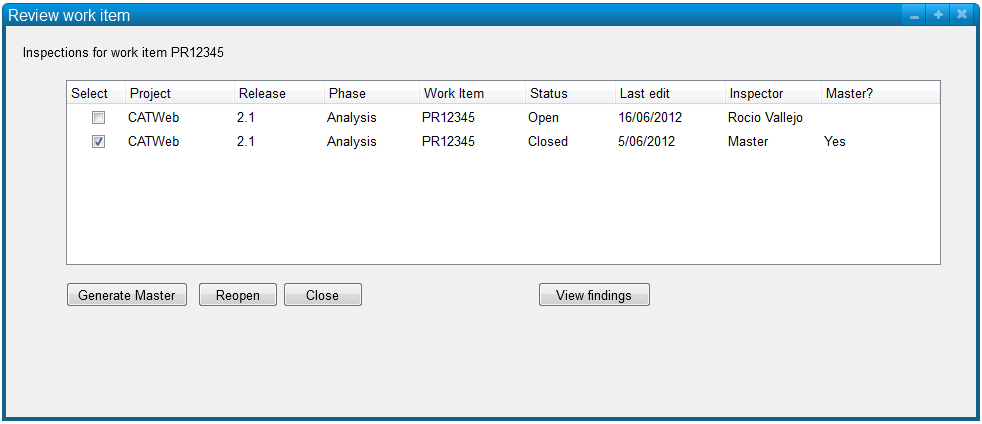 Review work item
Inspections for work item PR12345
Select Project Release Phase Work Item Status Last edit Inspector Master?
CATWeb 2.1 Analysis PR12345 Open 16/06/2012 Rocio Vallejo
CATWeb 2.1 Analysis PR12345 Closed 5/06/2012 Master Yes
Generate Master Reopen Close View findings